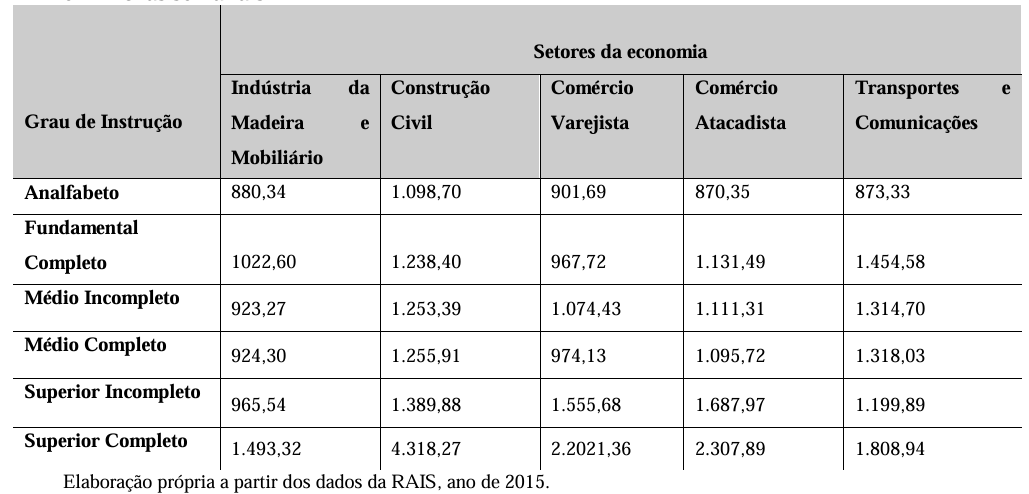 Setores da economia
Grau de Instrução
Indústria da Madeira e Mobiliário
Construção Civil
Comércio Varejista
Comércio Atacadista
Transportes e Comunicações
Analfabeto 880,34 1.098,70 901,69 870,35 873,33
Fundamental
Completo 1022,60 1.238,40 967,72 1.131,49 1.454,58
Médio Incompleto 923,27 1.253,39 1.074,43 1.111,31 1.314,70
Médio Completo 924,30 1.255,91 974,13 1.095,72 1.318,03
Superior Incompleto 965,54 1.389,88 1.555,68 1.687,97 1.199,89
Superior Completo 1.493,32 4.318,27 2.2021,36 2.307,89 1.808,94
Elaboração própria a partir dos dados da RAIS, ano de 2015.